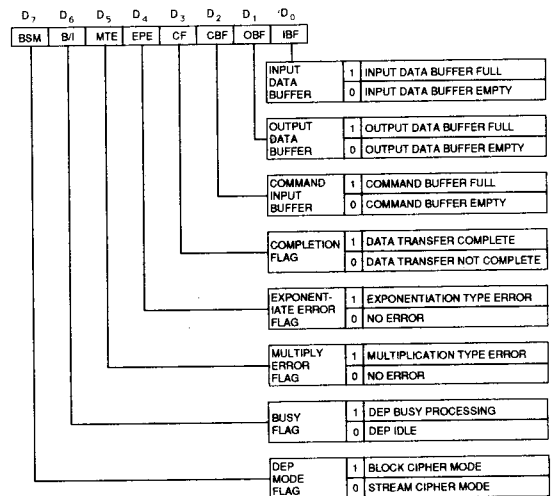 D7 D6 D5 D4 D3 D2 D1 D0
BSM B/I MTE EPE CF CBF OBF IBF
INPUT DATA BUFFER
1 INPUT DATA BUFFER FULL
0 INPUT DATA BUFFER EMPTY
OUTPUT DATA BUFFER
1 OUTPUT DATA BUFFER FULL
0 OUTPUT DATA BUFFER EMPTY
COMMAND INPUT BUFFER
1 COMMAND BUFFER FULL
0 COMMAND BUFFER EMPTY
COMPLETION FLAG
1 DATA TRANSFER COMPLETE
0 DATA TRANSFER NOT COMPLETE
EXPONENT-
IATE ERROR
FLAG
1 EXPONENTIATION TYPE ERROR
0 NO ERROR
MULTIPLY ERROR FLAG
1 MULTIPLICATION TYPE ERROR
0 NO ERROR
BUSY FLAG
1 DEP BUSY PROCESSING
0 DEP IDLE
DEP MODE FLAG
1 BLOCK CIPHER MODE
0 STREAM CIPHER MODE